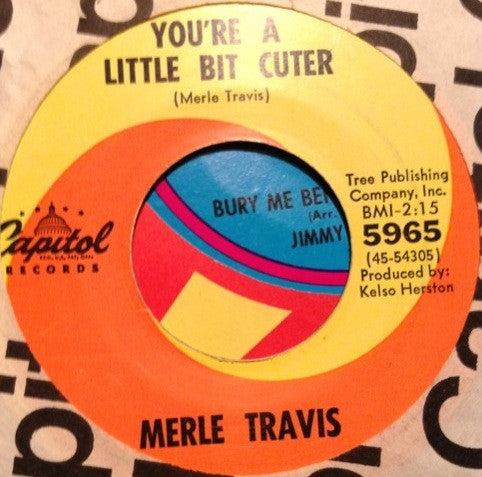 YOU'RE A
LITTLE BIT CUTER
(Merle Travis)
Capitol
RECORDS
BURY ME
(Arr.
JIMMY
Tree Publishing
Company, Inc.
BMI-2:15
5965
(45-54305)
Produced by:
Kelso Herston
MERLE TRAVIS